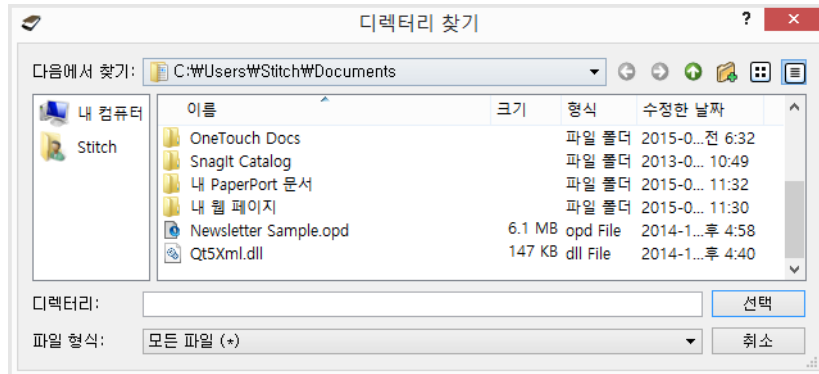 디렉터리 찾기
다음에서 찾기: C:₩Users₩Stitch₩Documents
내 컴퓨터
Stitch
이름 크기 형식 수정한 날짜
OneTouch Docs 파일 폴더 2015-0...전 6:32
SnagIt Catalog 파일 폴더 2013-0... 10:49
내 PaperPort 문서 파일 폴더 2015-0... 11:32
내 웹 페이지 파일 폴더 2015-0... 11:30
Newsletter Sample.opd 6.1 MB opd File 2014-1...후 4:58
Qt5Xml.dll 147 KB dll File 2014-1...후 4:40
디렉터리: 선택
파일 형식: 모든 파일 (*) 취소